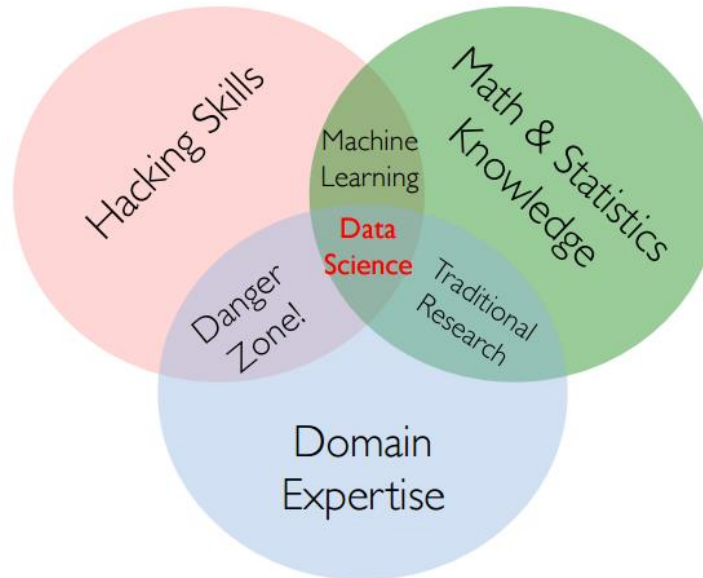 Hacking Skills
Math & Statistics
Knowledge
Machine
Learning
Data
Science
Danger
Zone!
Traditional
Research
Domain
Expertise